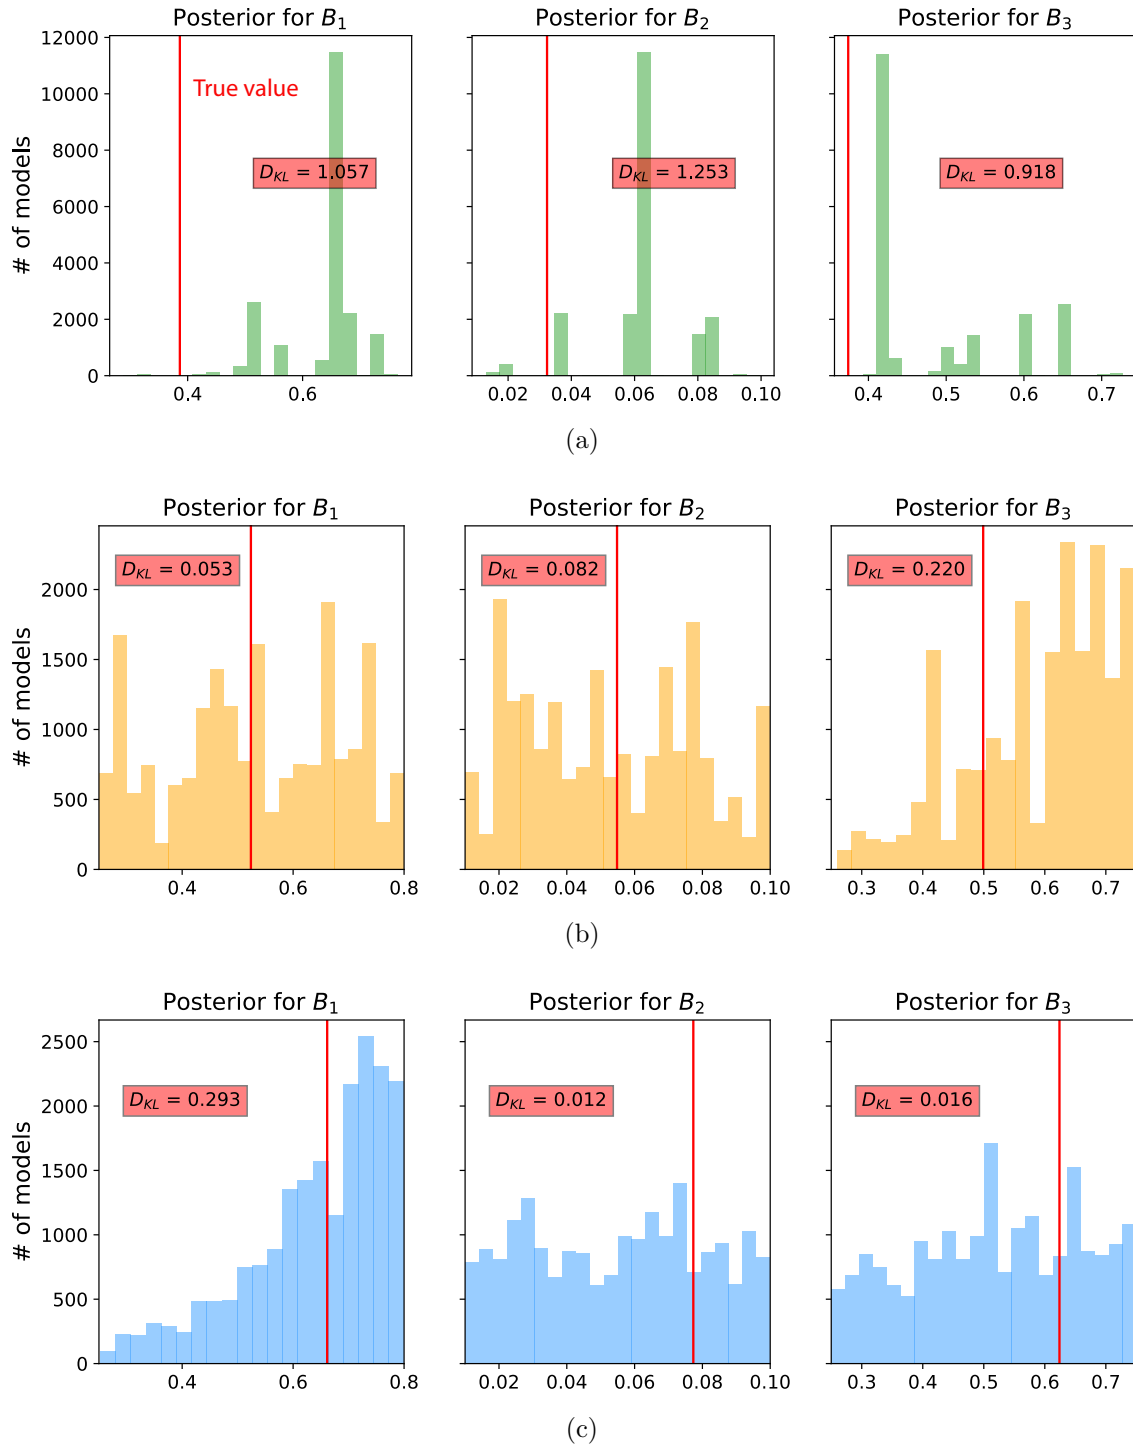 Posterior for B1 Posterior for B2 Posterior for B3
12000
10000
8000
6000
4000
2000
0
# of models
True value
DKL = 1.057 DKL = 1.253 DKL = 0.918
0.4 0.6 0.02 0.04 0.06 0.08 0.10 0.4 0.5 0.6 0.7
(a)
Posterior for B1 Posterior for B2 Posterior for B3
2000
1500
1000
500
0
# of models
DKL = 0.053 DKL = 0.082 DKL = 0.220
0.4 0.6 0.8 0.02 0.04 0.06 0.08 0.10 0.3 0.4 0.5 0.6 0.7
(b)
Posterior for B1 Posterior for B2 Posterior for B3
2500
2000
1500
1000
500
0
# of models
DKL = 0.293 DKL = 0.012 DKL = 0.016
0.4 0.6 0.8 0.02 0.04 0.06 0.08 0.10 0.3 0.4 0.5 0.6 0.7
(c)